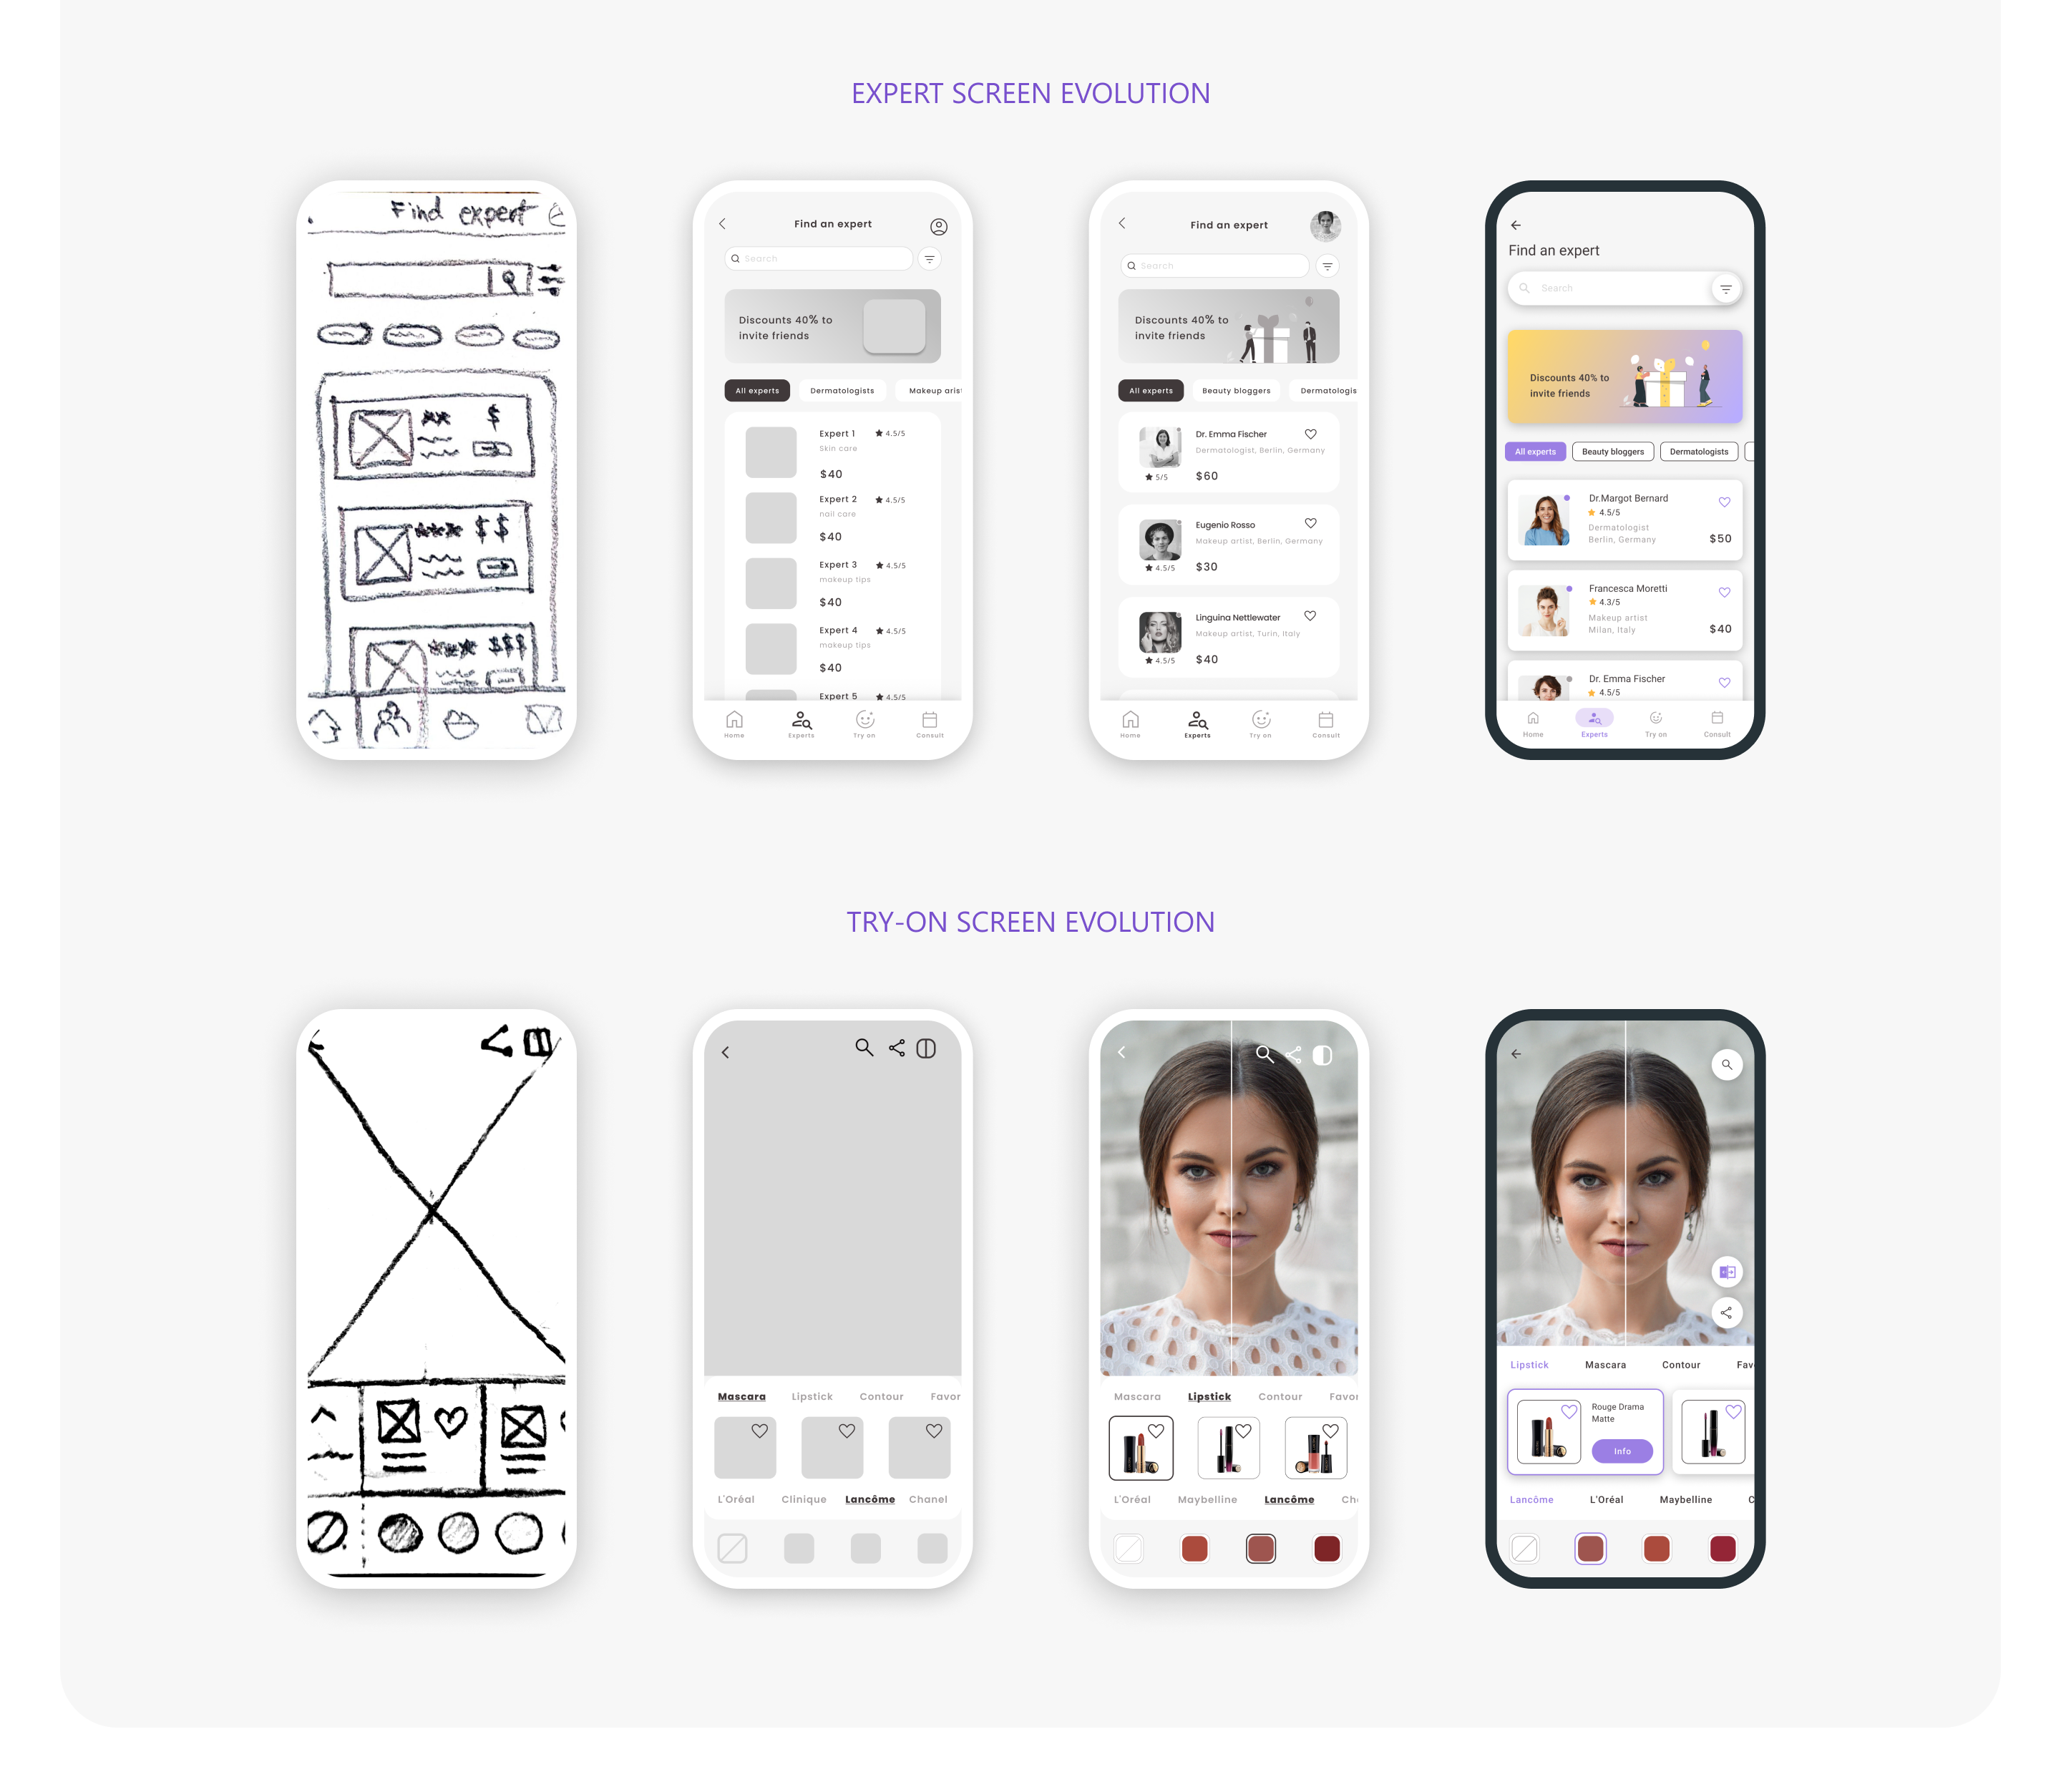 EXPERT SCREEN EVOLUTION
Find expert
$
$$
$$$
Find an expert
Search
Discounts 40% to
invite friends
All experts
Dermatologists
Makeup aris
Expert 1
4.5/5
Skin care
$40
Expert 2
4.5/5
nail care
$40
Expert 3
4.5/5
makeup tips
$40
Expert 4
4.5/5
makeup tips
$40
Expert 5
4.5/5
Home
Experts
Try on
Consult
Find an expert
Search
Discounts 40% to
invite friends
All experts
Beauty bloggers
Dermatologis
Dr. Emma Fischer
Dermatologist, Berlin, Germany
5/5
$60
Eugenio Rosso
Makeup artist, Berlin, Germany
4.5/5
$30
Linguina Nettlewater
Makeup artist, Turin, Italy
4.5/5
$40
Home
Experts
Try on
Consult
Find an expert
Search
Discounts 40% to
invite friends
All experts
Beauty bloggers
Dermatologists
Dr.Margot Bernard
4.5/5
Dermatologist
Berlin, Germany
$50
Francesca Moretti
4.3/5
Makeup artist
Milan, Italy
$40
Dr. Emma Fischer
4.5/5
Home
Experts
Try on
Consult
TRY-ON SCREEN EVOLUTION
Mascara
Lipstick
Contour
Favor
L'Oréal
Clinique
Lancôme
Chanel
Mascara
Lipstick
Contour
Favor
L'Oréal
Maybelline
Lancôme
Ch
Lipstick
Mascara
Contour
Fav
Rouge Drama
Matte
Info
Lancôme
L'Oréal
Maybelline
C